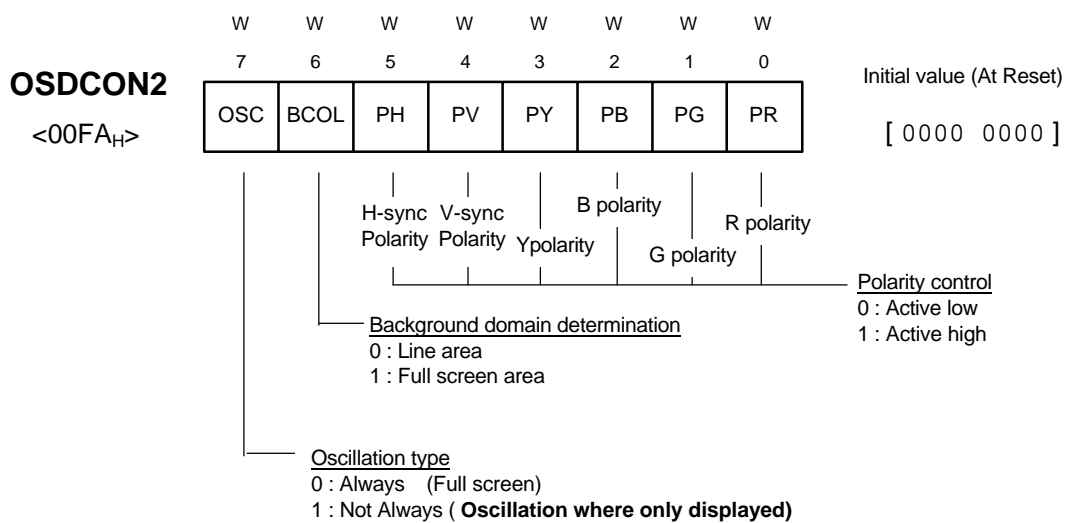 W W W W W W W W
7 6 5 4 3 2 1 0
OSDCON2
<00FAH>
OSC BCOL PH PV PY PB PG PR
Initial value (At Reset)
[ 0000 0000 ]
H-sync
Polarity
V-sync
Polarity
Ypolarity
B polarity
G polarity
R polarity
Polarity control
0 : Active low
1 : Active high
Background domain determination
0 : Line area
1 : Full screen area
Oscillation type
0 : Always (Full screen)
1 : Not Always ( Oscillation where only displayed)